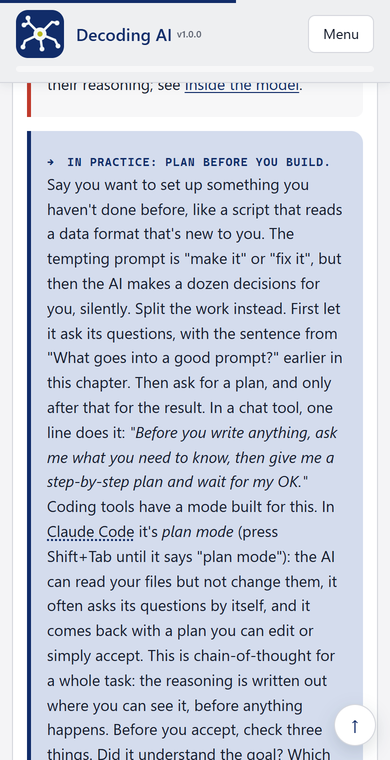 Decoding AI v1.0.0
Menu
their reasoning; see inside the model.
→ IN PRACTICE: PLAN BEFORE YOU BUILD.
Say you want to set up something you
haven't done before, like a script that reads
a data format that's new to you. The
tempting prompt is "make it" or "fix it", but
then the AI makes a dozen decisions for
you, silently. Split the work instead. First let
it ask its questions, with the sentence from
"What goes into a good prompt?" earlier in
this chapter. Then ask for a plan, and only
after that for the result. In a chat tool, one
line does it: "Before you write anything, ask
me what you need to know, then give me a
step-by-step plan and wait for my OK."
Coding tools have a mode built for this. In
Claude Code it's plan mode (press
Shift+Tab until it says "plan mode"): the AI
can read your files but not change them, it
often asks its questions by itself, and it
comes back with a plan you can edit or
simply accept. This is chain-of-thought for
a whole task: the reasoning is written out
where you can see it, before anything
happens. Before you accept, check three
things. Did it understand the goal? Which
↑